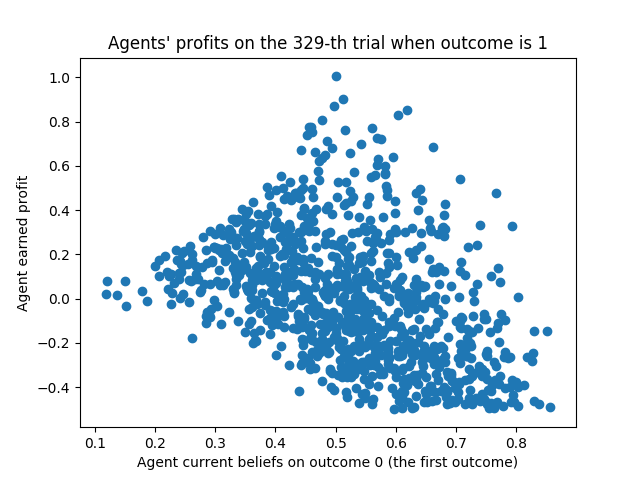 Agents' profits on the 329-th trial when outcome is 1
1.0
0.8
0.6
0.4
0.2
0.0
−0.2
−0.4
Agent earned profit
0.1 0.2 0.3 0.4 0.5 0.6 0.7 0.8
Agent current beliefs on outcome 0 (the first outcome)